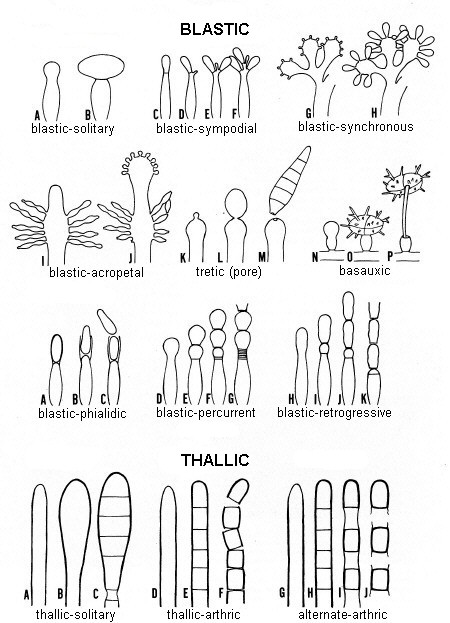 BLASTIC
A B C D E F G H
blastic-solitary blastic-sympodial blastic-synchronous
I J K L M N O P
blastic-acropetal tretic (pore) basauxic
A B C D E F G H I J K
blastic-phialidic blastic-percurrent blastic-retrogressive
THALLIC
A B C D E F G H I J
thallic-solitary thallic-arthric alternate-arthric